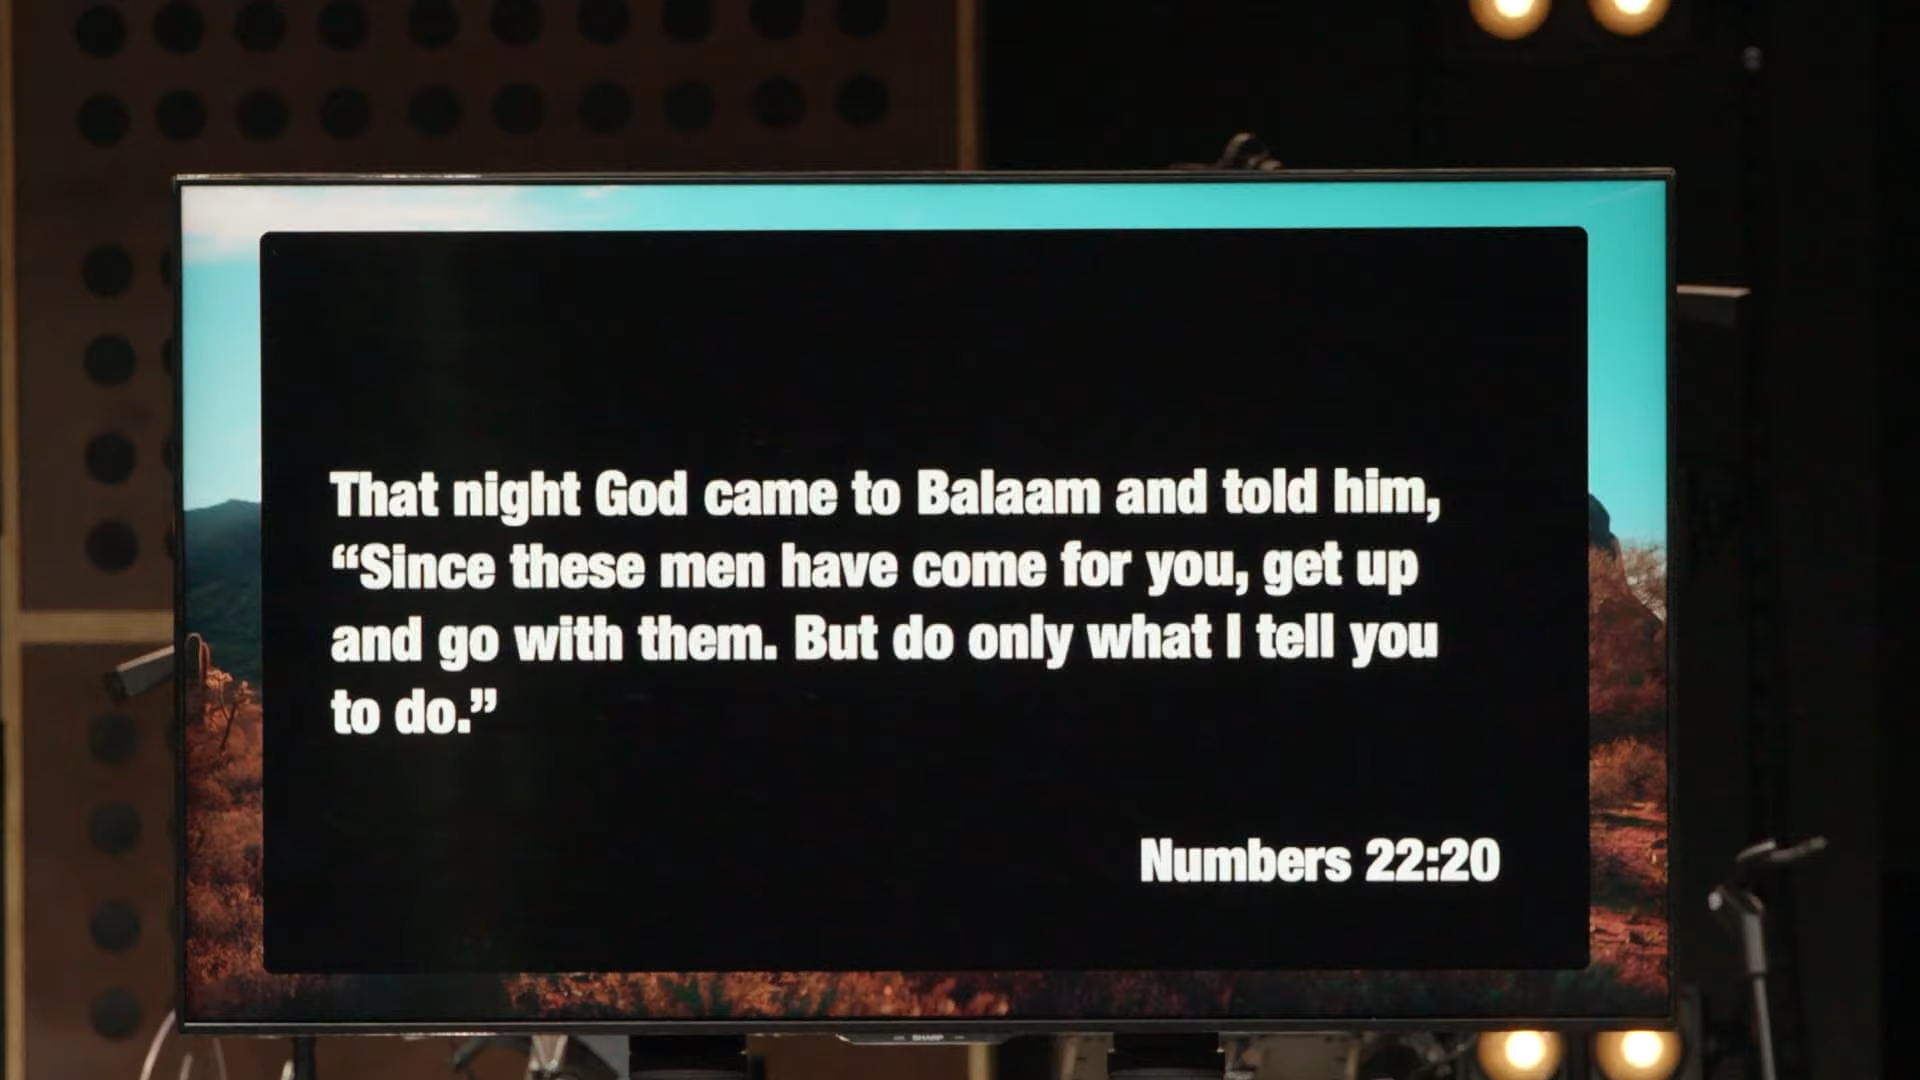 That night God came to Balaam and told him,
“Since these men have come for you, get up
and go with them. But do only what I tell you
to do.”
Numbers 22:20
SHARP